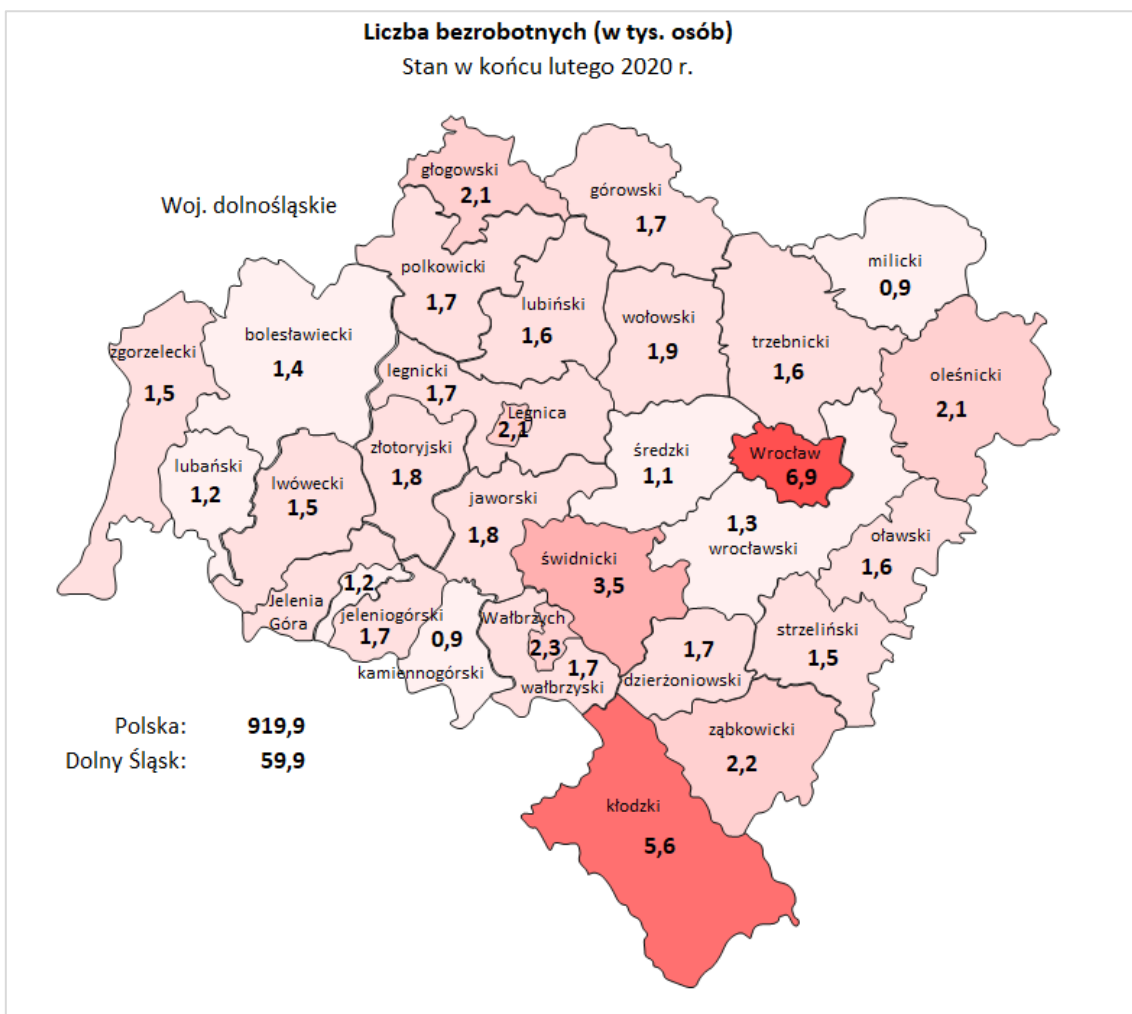 Liczba bezrobotnych (w tys. osób)
Stan w końcu lutego 2020 r.
Woj. dolnośląskie
głogowski
2,1
górowski
1,7
milicki
0,9
polkowicki
1,7
lubiński
1,6
wołowski
1,9
trzebnicki
1,6
bolesławiecki
1,4
zgorzelecki
1,5
oleśnicki
2,1
legnicki
1,7
Legnica
2,1
złotoryjski
1,8
średzki
1,1
Wrocław
6,9
lubański
1,2
lwówecki
1,5
jaworski
1,8
1,3
wrocławski
oławski
1,6
świdnicki
3,5
1,2
Jelenia
Góra
jeleniogórski
1,7
0,9
kamiennogórski
Wałbrzych
2,3
1,7
wałbrzyski
1,7
dzierżoniowski
strzeliński
1,5
ząbkowicki
2,2
kłodzki
5,6
Polska: 919,9
Dolny Śląsk: 59,9